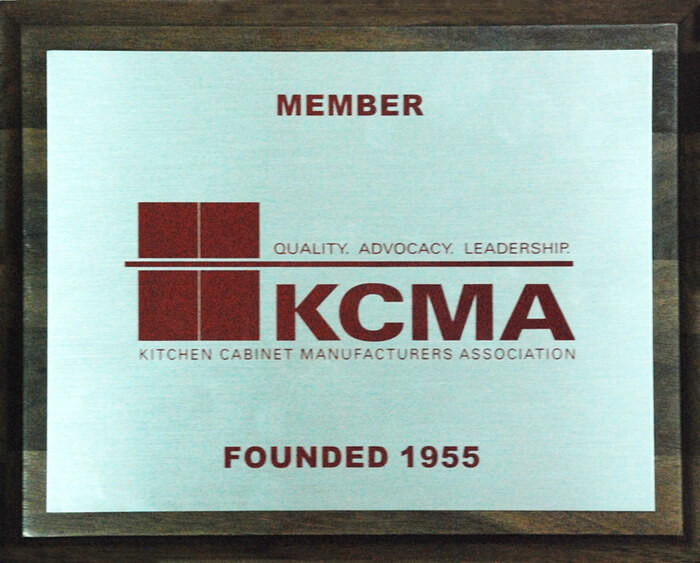 MEMBER
QUALITY. ADVOCACY. LEADERSHIP.
KCMA
KITCHEN CABINET MANUFACTURERS ASSOCIATION
FOUNDED 1955